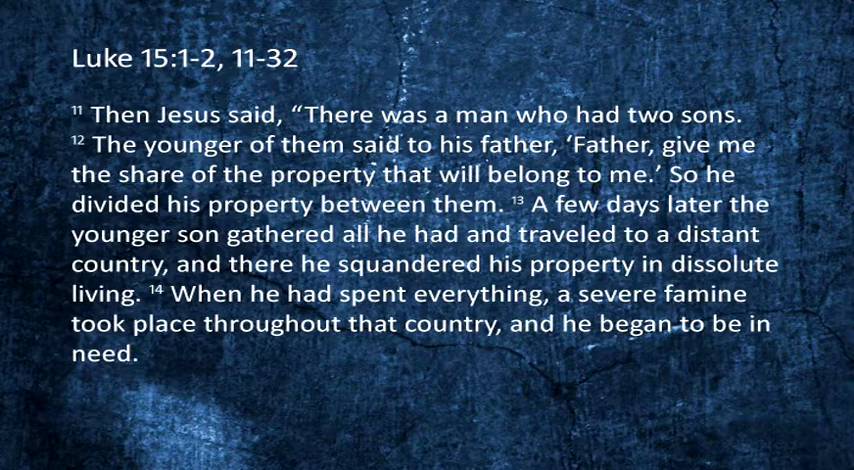 Luke 15:1-2, 11-32
¹¹ Then Jesus said, “There was a man who had two sons.
¹² The younger of them said to his father, ‘Father, give me
the share of the property that will belong to me.’ So he
divided his property between them. ¹³ A few days later the
younger son gathered all he had and traveled to a distant
country, and there he squandered his property in dissolute
living. ¹⁴ When he had spent everything, a severe famine
took place throughout that country, and he began to be in
need.